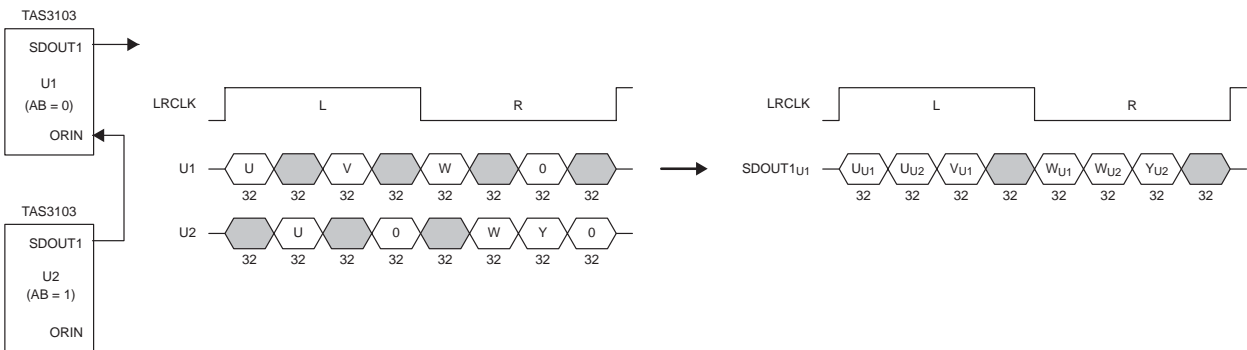 TAS3103
SDOUT1
U1
(AB = 0)
ORIN
TAS3103
SDOUT1
U2
(AB = 1)
ORIN
LRCLK L R
U1 U V W 0
32 32 32 32 32 32 32 32
U2 U 0 W Y 0
32 32 32 32 32 32 32 32
LRCLK L R
SDOUT1U1 UU1 UU2 VU1 WU1 WU2 YU2
32 32 32 32 32 32 32 32